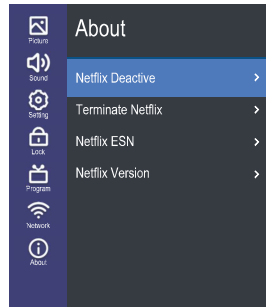 Picture
Sound
Setting
Lock
Program
Network
About
About
Netflix Deactive
Terminate Netflix
Netflix ESN
Netflix Version